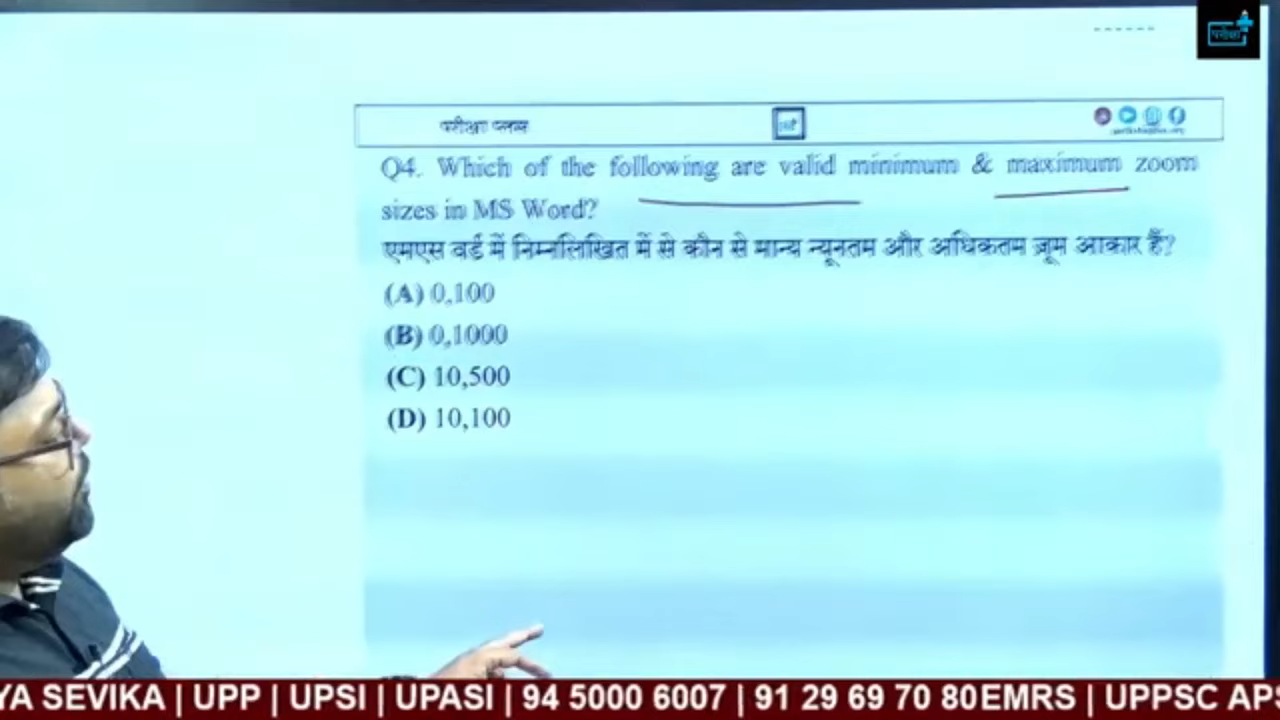 परीक्षा
परीक्षा प्लस
Q4. Which of the following are valid minimum & maximum zoom
sizes in MS Word?
एमएस वर्ड में निम्नलिखित में से कौन से मान्य न्यूनतम और अधिकतम ज़ूम आकार हैं?
(A) 0,100
(B) 0,1000
(C) 10,500
(D) 10,100
YA SEVIKA | UPP | UPSI | UPASI | 94 5000 6007 | 91 29 69 70 80EMRS | UPPSC APS